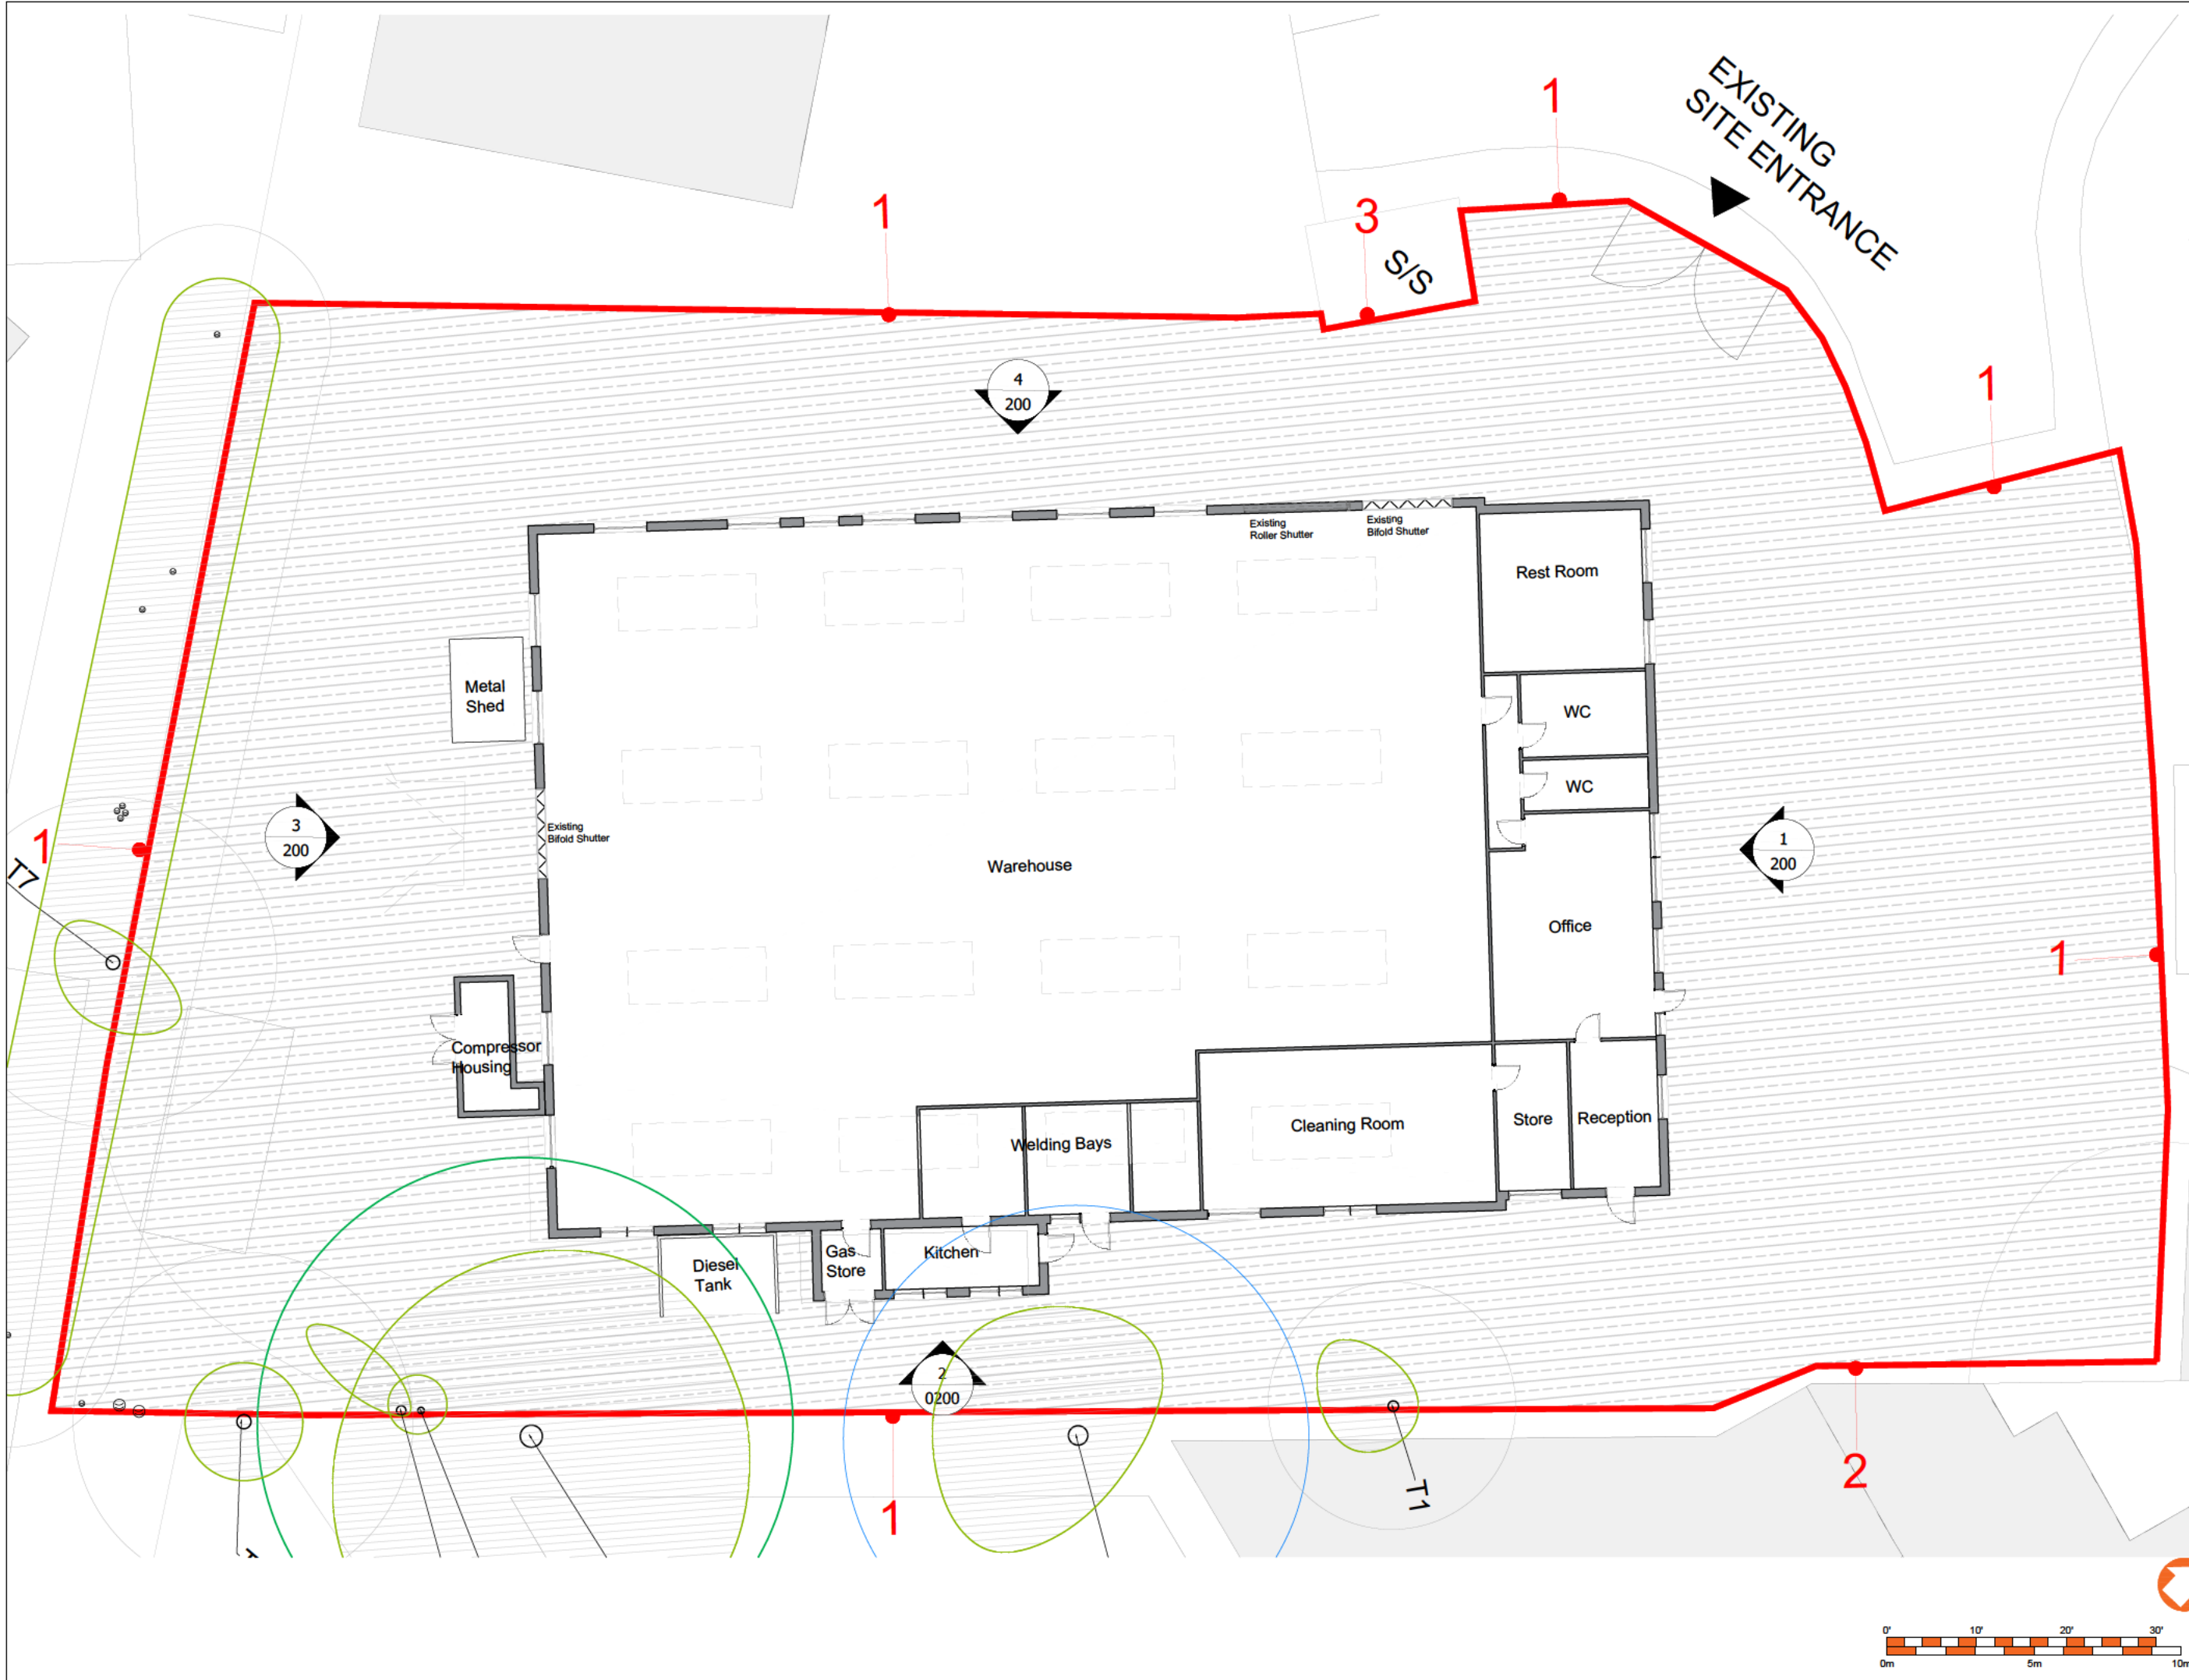 EXISTING
SITE ENTRANCE
1
1
3
S/S
1
4
200
Existing
Roller Shutter
Existing
Bifold Shutter
Rest Room
Metal
Shed
WC
WC
3
200
Existing
Bifold Shutter
1
T7
Warehouse
1
200
Office
1
Compressor
Housing
Welding Bays
Cleaning Room
Store
Reception
Diesel
Tank
Gas
Store
Kitchen
2
0200
1
T1
2
0' 10' 20' 30'
0m 5m 10m